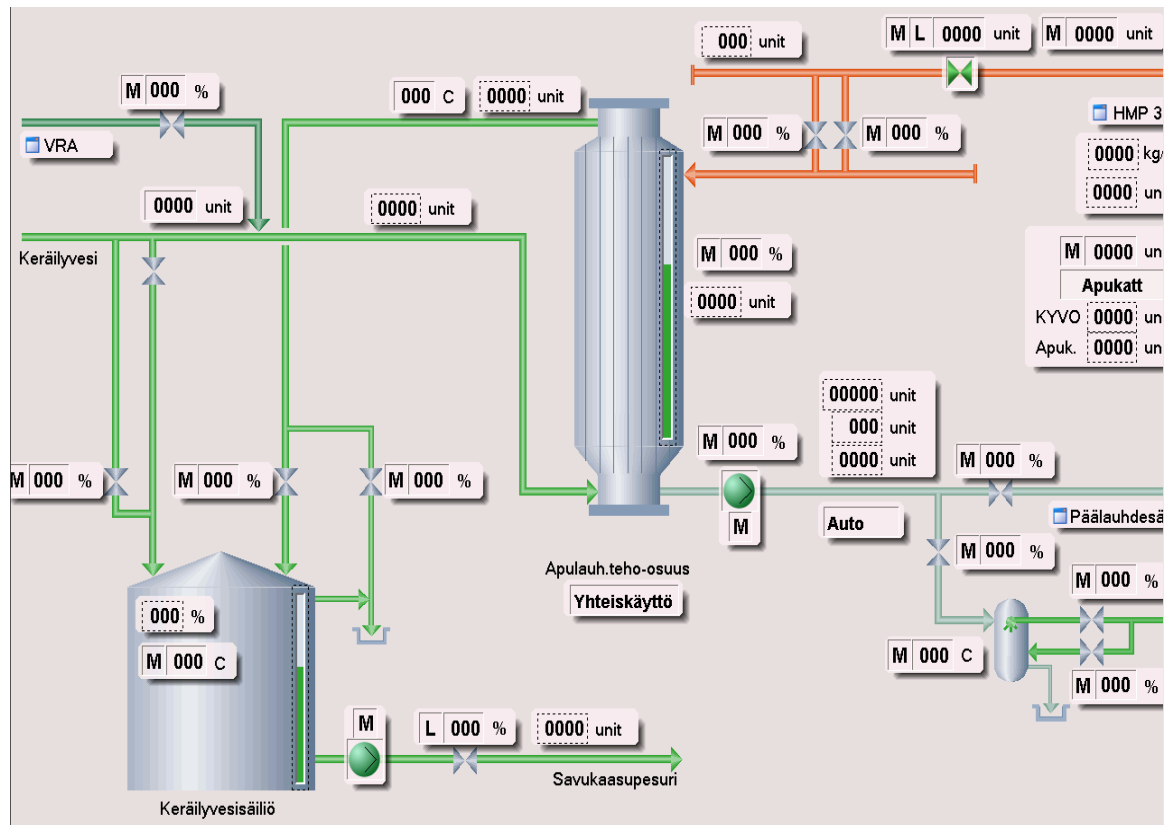 000 unit
M L 0000 unit
M 0000 unit
M 000 %
000 C
0000 unit
HMP 3
VRA
M 000 %
M 000 %
0000 kg/
0000 un
0000 unit
0000 unit
Keräilyvesi
M 000 %
M 0000 un
Apukatt
0000 unit
KYVO 0000 un
Apuk. 0000 un
00000 unit
000 unit
0000 unit
M 000 %
M 000 %
M 000 %
M 000 %
M 000 %
M
Auto
Päälauhdesä
M 000 %
Apulauh.teho-osuus
Yhteiskäyttö
M 000 %
000 %
M 000 C
M 000 C
M 000 %
M
L 000 %
0000 unit
Savukaasupesuri
Keräilyvesisäiliö